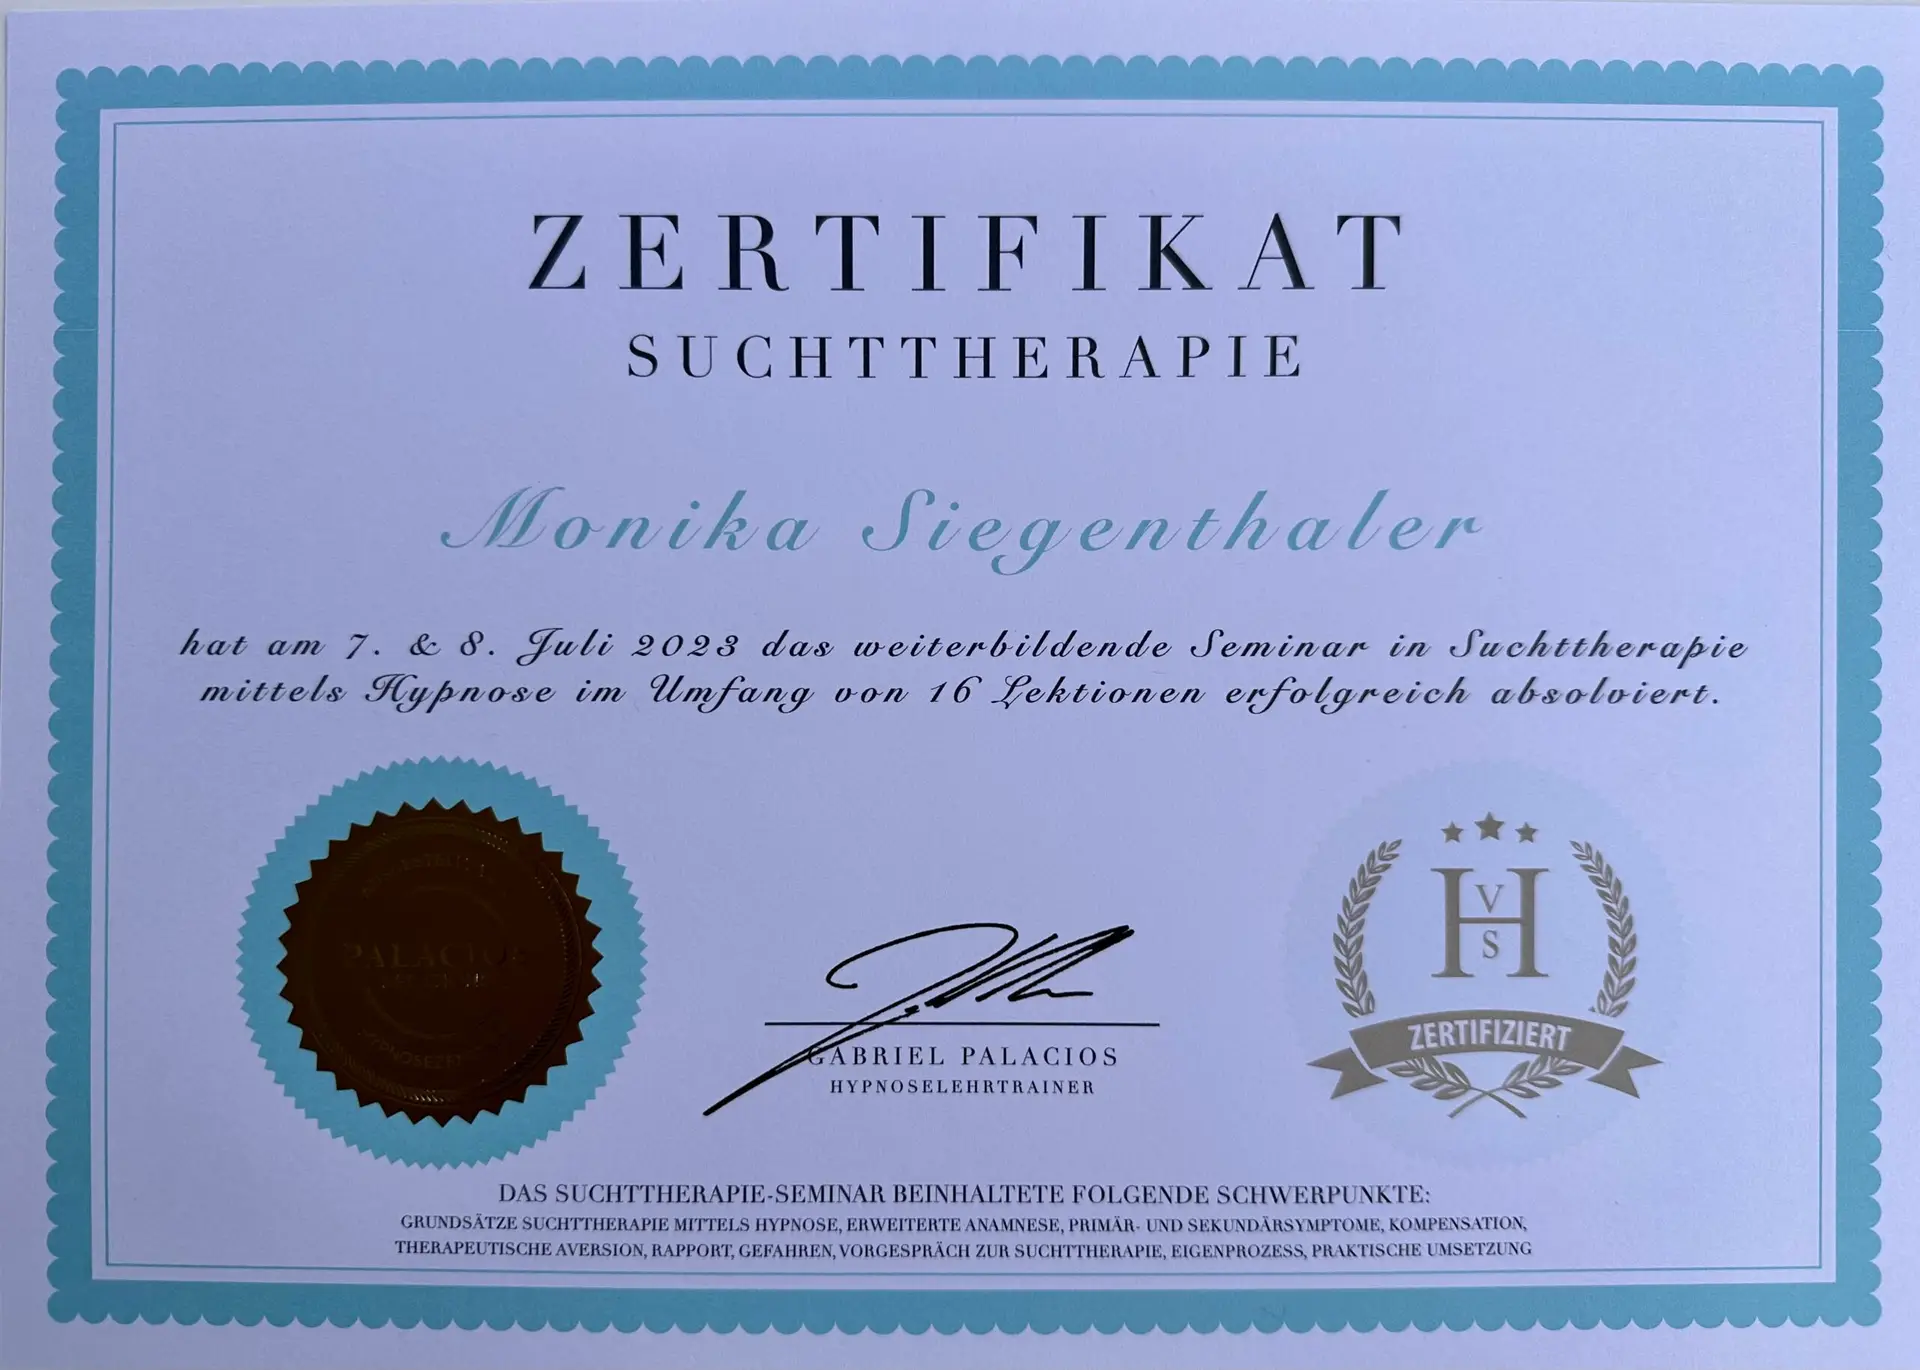 ZERTIFIKAT
SUCHTTHERAPIE
Monika Siegenthaler
hat am 7. & 8. Juli 2023 das weiterbildende Seminar in Suchttherapie
mittels Hypnose im Umfang von 16 Lektionen erfolgreich absolviert.
PALACIOS
GABRIEL PALACIOS
HYPNOSELEHRTRAINER
H
V
S
ZERTIFIZIERT
DAS SUCHTTHERAPIE-SEMINAR BEINHALTETE FOLGENDE SCHWERPUNKTE:
GRUNDSÄTZE SUCHTTHERAPIE MITTELS HYPNOSE, ERWEITERTE ANAMNESE, PRIMÄR- UND SEKUNDÄRSYMPTOME, KOMPENSATION,
THERAPEUTISCHE AVERSION, RAPPORT, GEFAHREN, VORGESPRÄCH ZUR SUCHTTHERAPIE, EIGENPROZESS, PRAKTISCHE UMSETZUNG